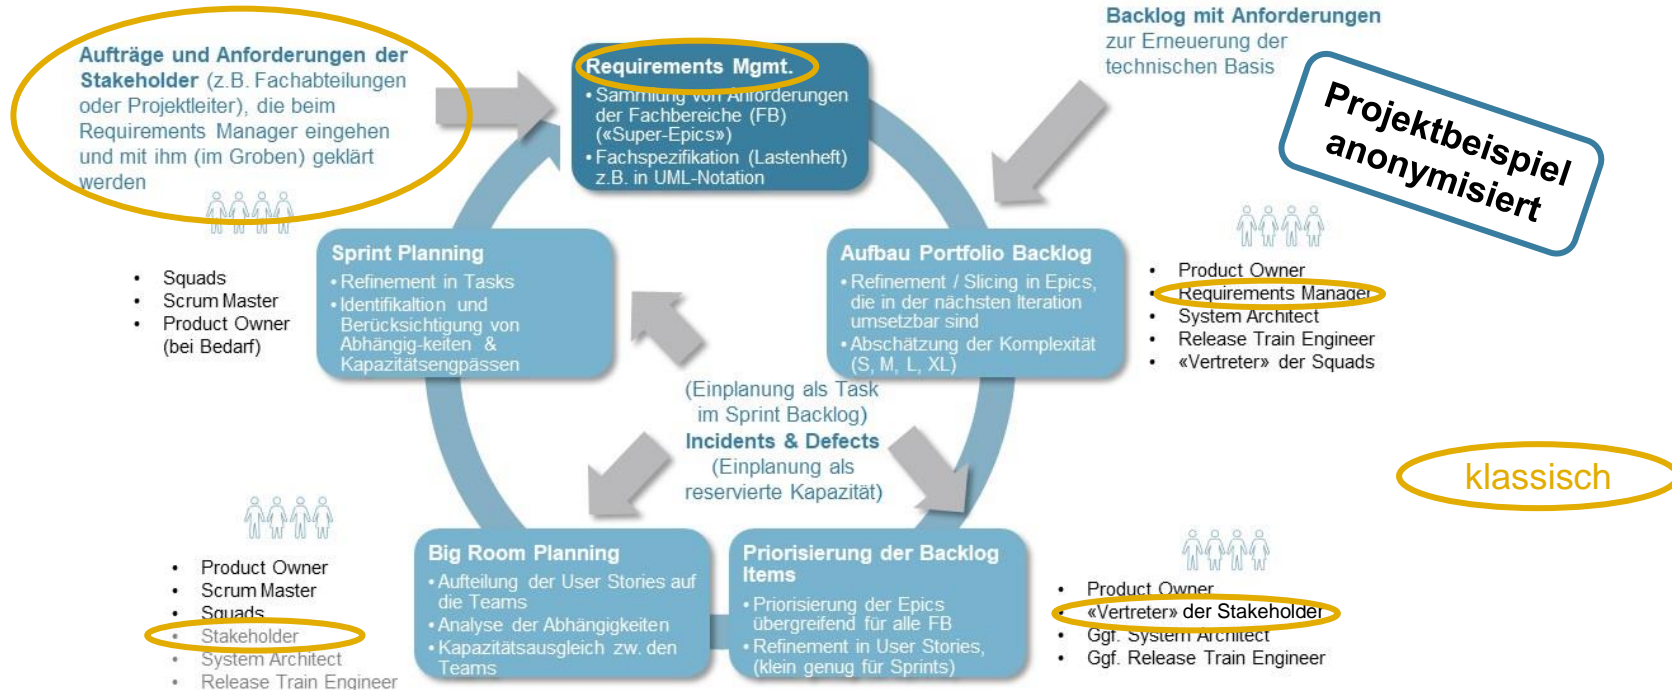 Aufträge und Anforderungen der
Stakeholder (z.B. Fachabteilungen
oder Projektleiter), die beim
Requirements Manager eingehen
und mit ihm (im Groben) geklärt
werden
Requirements Mgmt.
• Sammlung von Anforderungen
der Fachbereiche (FB)
(«Super-Epics»)
• Fachspezifikation (Lastenheft)
z.B. in UML-Notation
Backlog mit Anforderungen
zur Erneuerung der
technischen Basis
Projektbeispiel
anonymisiert
Sprint Planning
• Refinement in Tasks
• Identifikaltion und
Berücksichtigung von
Abhängig-keiten &
Kapazitätsengpässen
• Squads
• Scrum Master
• Product Owner
(bei Bedarf)
Aufbau Portfolio Backlog
• Refinement / Slicing in Epics,
die in der nächsten Iteration
umsetzbar sind
• Abschätzung der Komplexität
(S, M, L, XL)
• Product Owner
• Requirements Manager
• System Architect
• Release Train Engineer
• «Vertreter» der Squads
(Einplanung als Task
im Sprint Backlog)
Incidents & Defects
(Einplanung als
reservierte Kapazität)
klassisch
Big Room Planning
• Aufteilung der User Stories auf
die Teams
• Analyse der Abhängigkeiten
• Kapazitätsausgleich zw. den
Teams
• Product Owner
• Scrum Master
• Squads
• Stakeholder
• System Architect
• Release Train Engineer
Priorisierung der Backlog
Items
• Priorisierung der Epics
übergreifend für alle FB
• Refinement in User Stories,
(klein genug für Sprints)
• Product Owner
• «Vertreter» der Stakeholder
• Ggf. System Architect
• Ggf. Release Train Engineer